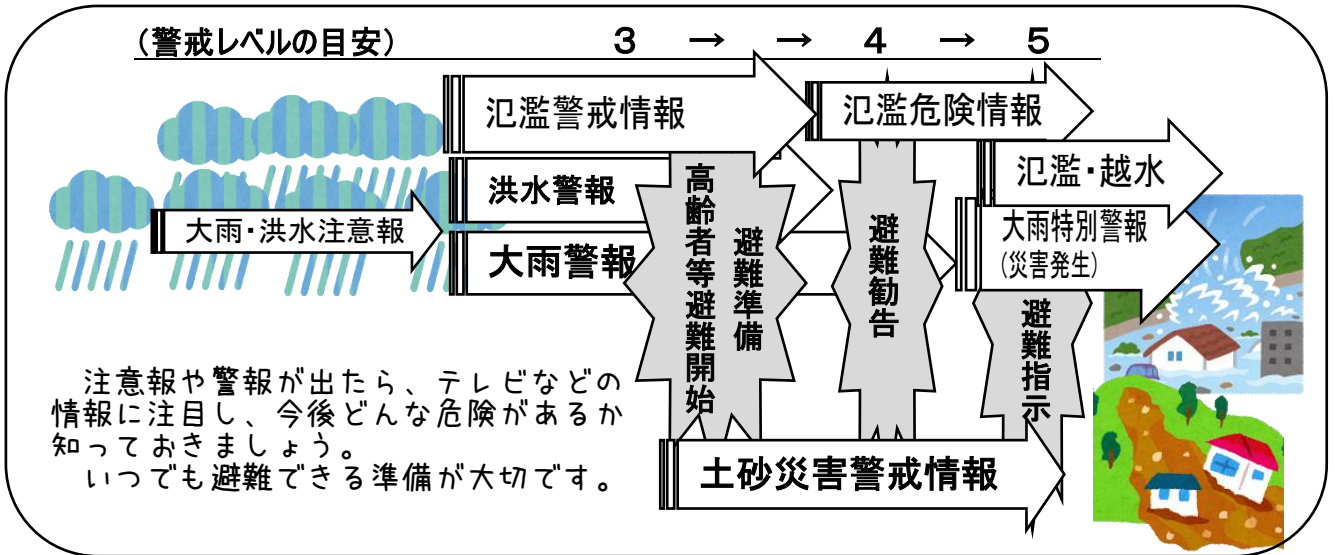 (警戒レベルの目安)　3　→　→　4　→　5
氾濫警戒情報
氾濫危険情報
洪水警報
氾濫・越水
大雨・洪水注意報
大雨警報
大雨特別警報
(災害発生)
高齢者等避難開始
避難準備
避難勧告
避難指示
注意報や警報が出たら、テレビなどの
情報に注目し、今後どんな危険があるか
知っておきましょう。
いつでも避難できる準備が大切です。
土砂災害警戒情報